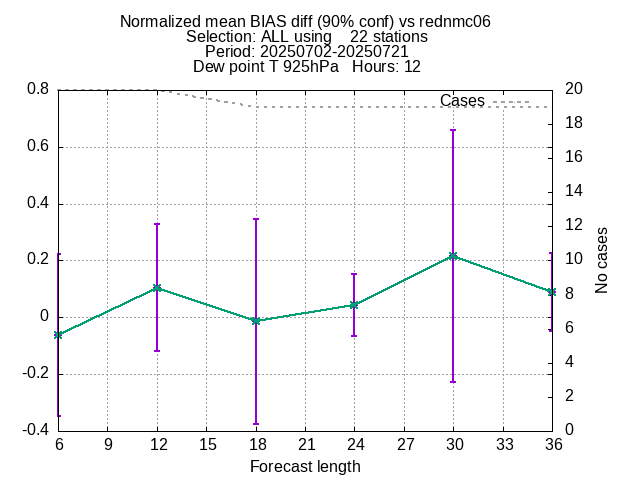 Normalized mean BIAS diff (90% conf) vs rednmc06
Selection: ALL using    22 stations
Period: 20250702-20250721
Dew point T 925hPa   Hours: 12
Cases
0.8
0.6
0.4
0.2
0
-0.2
-0.4
20
18
16
14
12
10
8
6
4
2
0
No cases
6 9 12 15 18 21 24 27 30 33 36
Forecast length